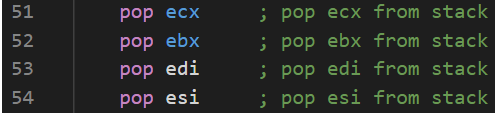 51 pop ecx ; pop ecx from stack
52 pop ebx ; pop ebx from stack
53 pop edi ; pop edi from stack
54 pop esi ; pop esi from stack